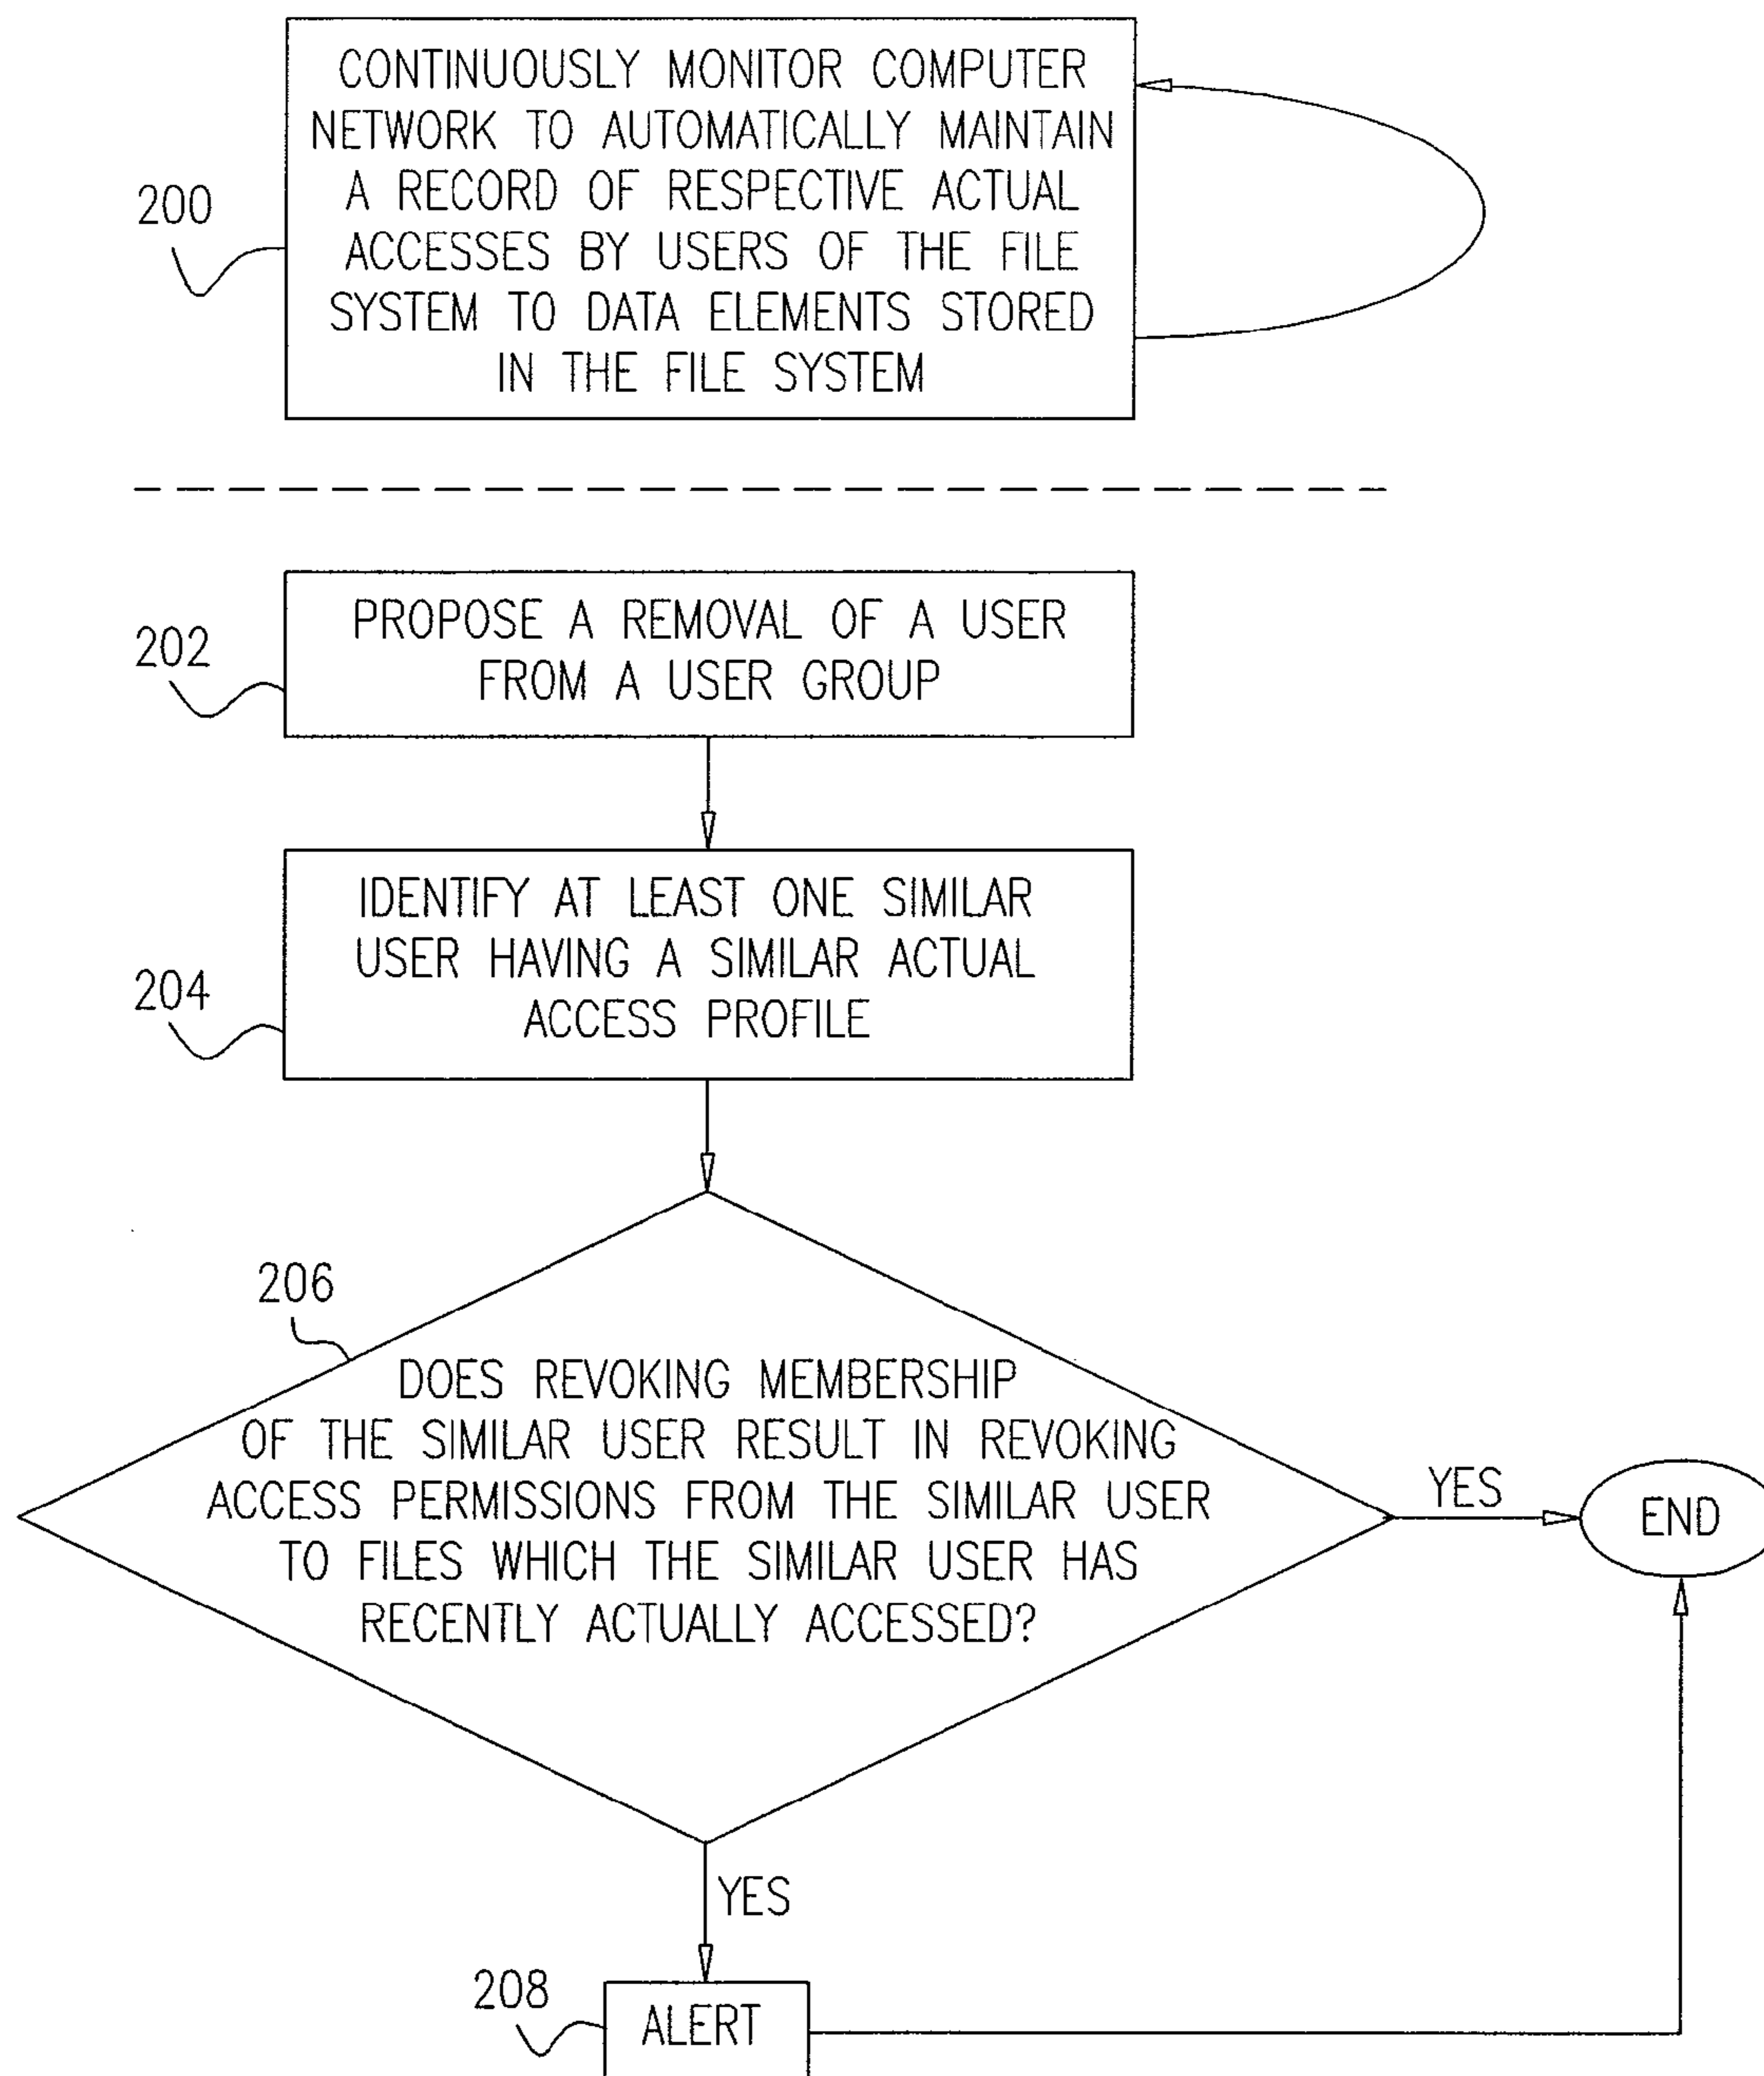 CONTINUOUSLY MONITOR COMPUTER
NETWORK TO AUTOMATICALLY MAINTAIN
A RECORD OF RESPECTIVE ACTUAL
ACCESSES BY USERS OF THE FILE
SYSTEM TO DATA ELEMENTS STORED
IN THE FILE SYSTEM
200
PROPOSE A REMOVAL OF A USER
FROM A USER GROUP
202
IDENTIFY AT LEAST ONE SIMILAR
USER HAVING A SIMILAR ACTUAL
ACCESS PROFILE
204
206
DOES REVOKING MEMBERSHIP
OF THE SIMILAR USER RESULT IN REVOKING
ACCESS PERMISSIONS FROM THE SIMILAR USER
TO FILES WHICH THE SIMILAR USER HAS
RECENTLY ACTUALLY ACCESSED?
YES
END
YES
208
ALERT